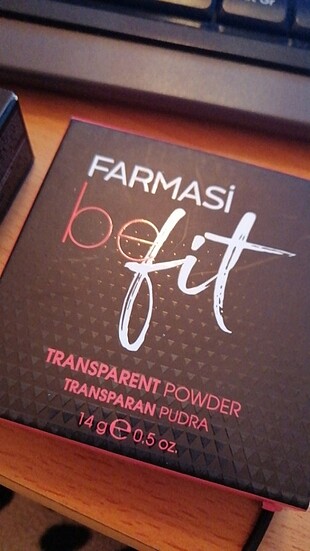 FARMASi
be
fit
TRANSPARENT POWDER
TRANSPARAN PUDRA
14 g ℮ 0.5 oz.